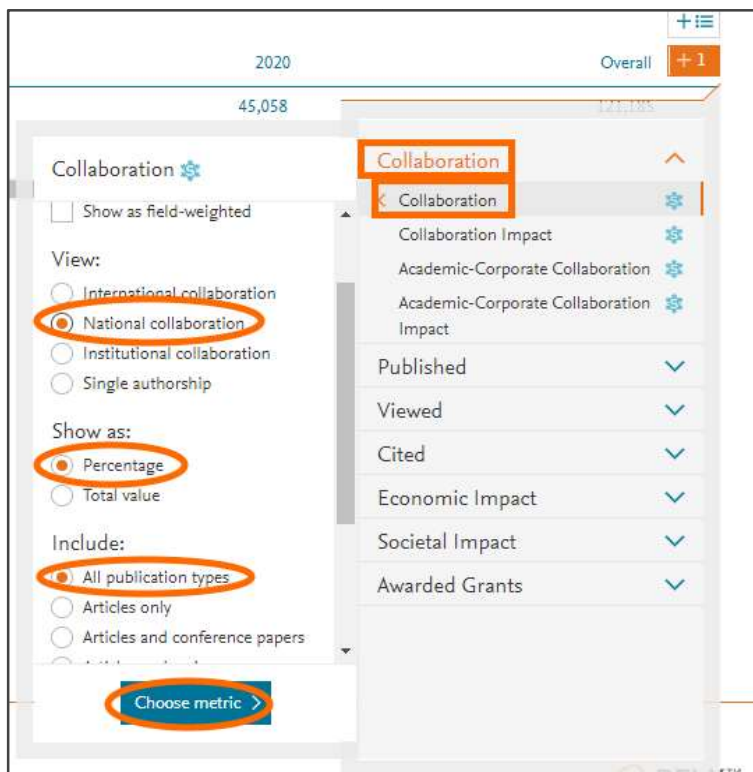 2020 Overall +1
45,058 121,185
Collaboration
Show as field-weighted
View:
International collaboration
National collaboration
Institutional collaboration
Single authorship
Show as:
Percentage
Total value
Include:
All publication types
Articles only
Articles and conference papers
Choose metric >
Collaboration
Collaboration
Collaboration Impact
Academic-Corporate Collaboration
Academic-Corporate Collaboration
Impact
Published
Viewed
Cited
Economic Impact
Societal Impact
Awarded Grants